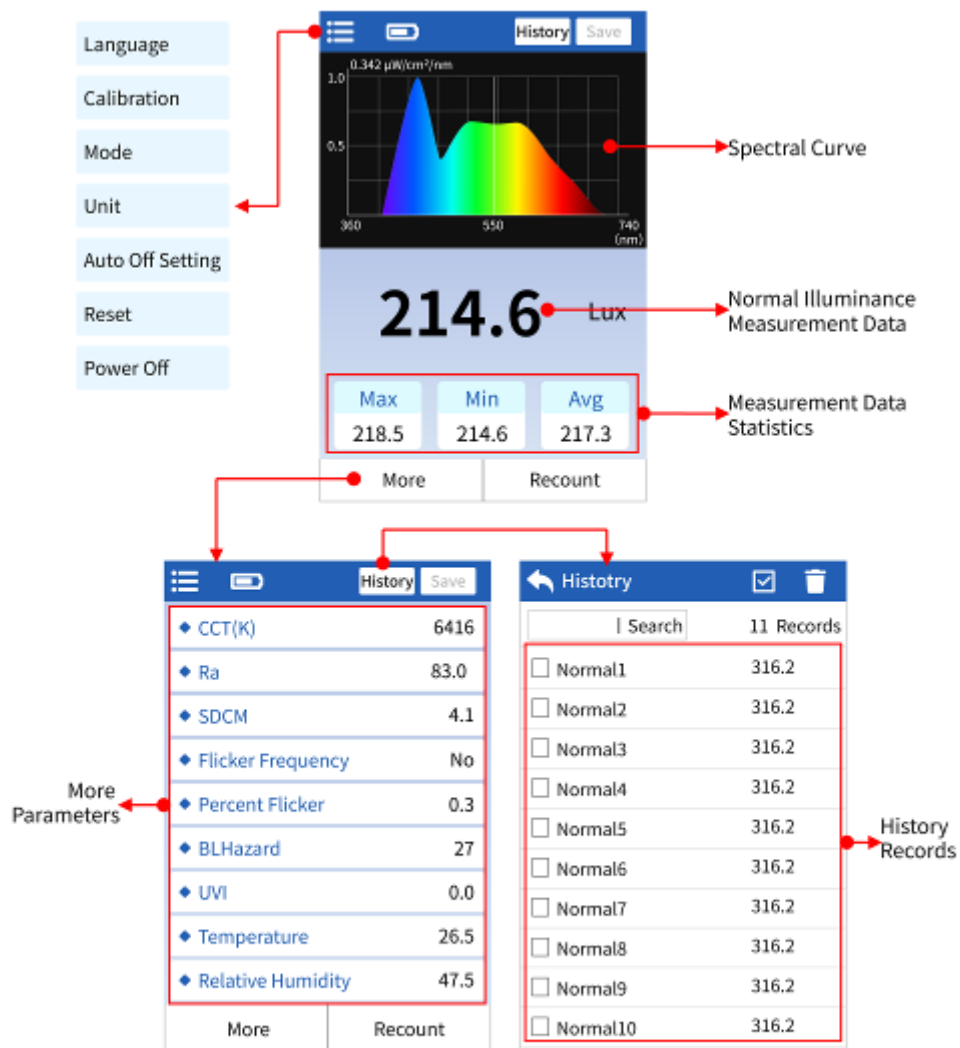 Language
Calibration
Mode
Unit
Auto Off Setting
Reset
Power Off
History Save
0.342 μW/cm²/nm
1.0
0.5
360 550 740
(nm)
Spectral Curve
214.6 Lux
Normal Illuminance
Measurement Data
Max Min Avg
218.5 214.6 217.3
Measurement Data
Statistics
More Recount
History Save
CCT(K) 6416
Ra 83.0
SDCM 4.1
Flicker Frequency No
Percent Flicker 0.3
BLHazard 27
UVI 0.0
Temperature 26.5
Relative Humidity 47.5
More Recount
More
Parameters
Histotry
Search 11 Records
Normal1 316.2
Normal2 316.2
Normal3 316.2
Normal4 316.2
Normal5 316.2
Normal6 316.2
Normal7 316.2
Normal8 316.2
Normal9 316.2
Normal10 316.2
History
Records